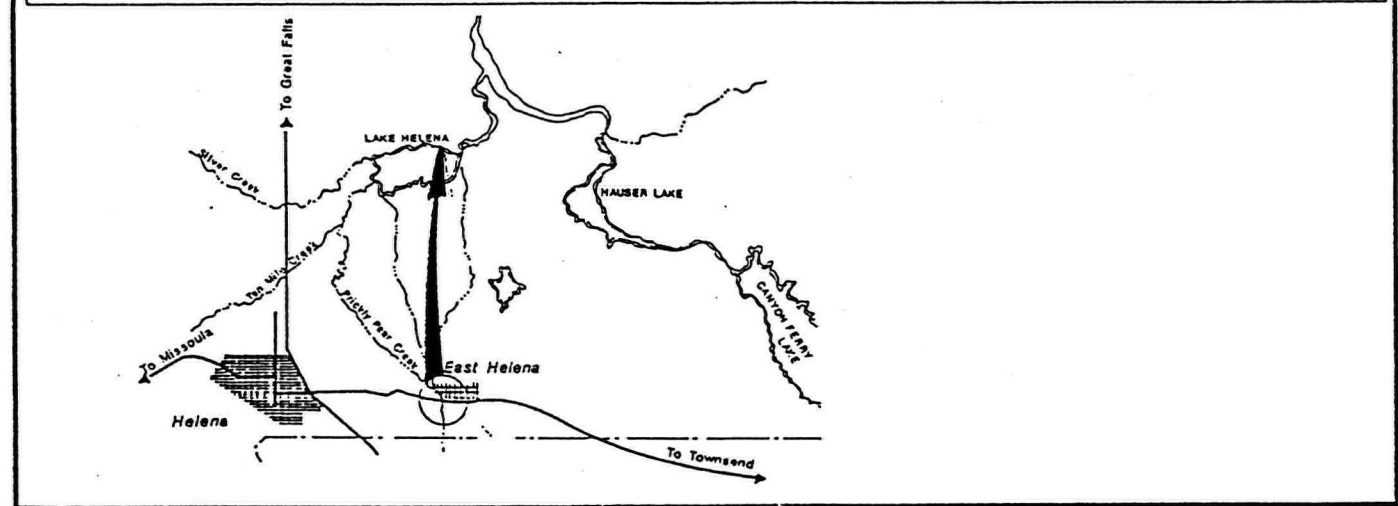 To Great Falls
LAKE HELENA
Silver Creek
HAUSER LAKE
Ten Mile Creek
CANYON FERRY
LAKE
Prickly Pear Creek
To Missoula
East Helena
Helena
To Townsend